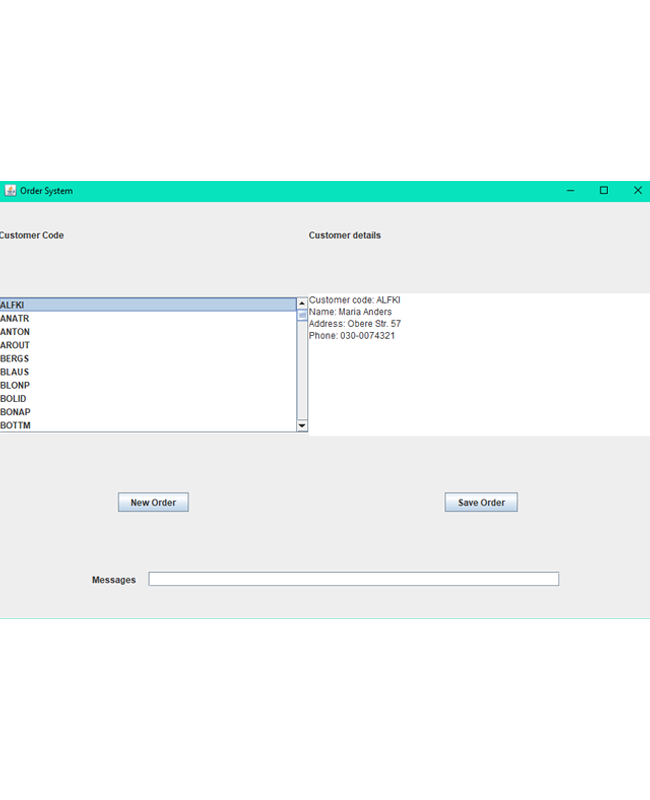 Order System
Customer Code
Customer details
ALFKI
ANATR
ANTON
AROUT
BERGS
BLAUS
BLONP
BOLID
BONAP
BOTTM
Customer code: ALFKI
Name: Maria Anders
Address: Obere Str. 57
Phone: 030-0074321
New Order
Save Order
Messages